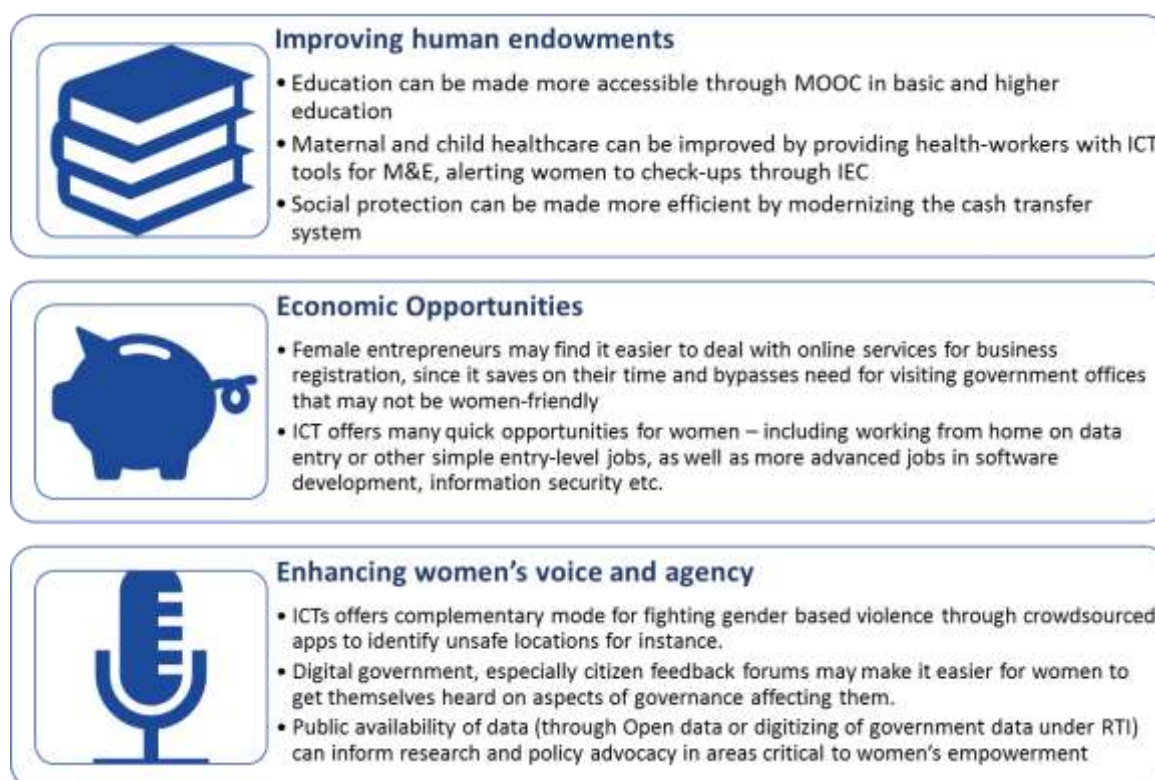 Improving human endowments
• Education can be made more accessible through MOOC in basic and higher
education
• Maternal and child healthcare can be improved by providing health-workers with ICT
tools for M&E, alerting women to check-ups through IEC
• Social protection can be made more efficient by modernizing the cash transfer
system
Economic Opportunities
• Female entrepreneurs may find it easier to deal with online services for business
registration, since it saves on their time and bypasses need for visiting government offices
that may not be women-friendly
• ICT offers many quick opportunities for women – including working from home on data
entry or other simple entry-level jobs, as well as more advanced jobs in software
development, information security etc.
Enhancing women's voice and agency
• ICTs offers complementary mode for fighting gender based violence through crowdsourced
apps to identify unsafe locations for instance.
• Digital government, especially citizen feedback forums may make it easier for women to
get themselves heard on aspects of governance affecting them.
• Public availability of data (through Open data or digitizing of government data under RTI)
can inform research and policy advocacy in areas critical to women's empowerment